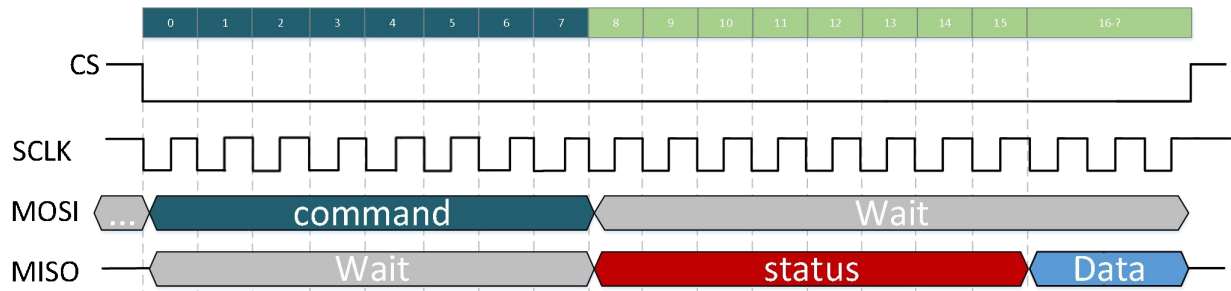 0 1 2 3 4 5 6 7 8 9 10 11 12 13 14 15 16-?
CS
SCLK
MOSI ... command Wait
MISO Wait status Data